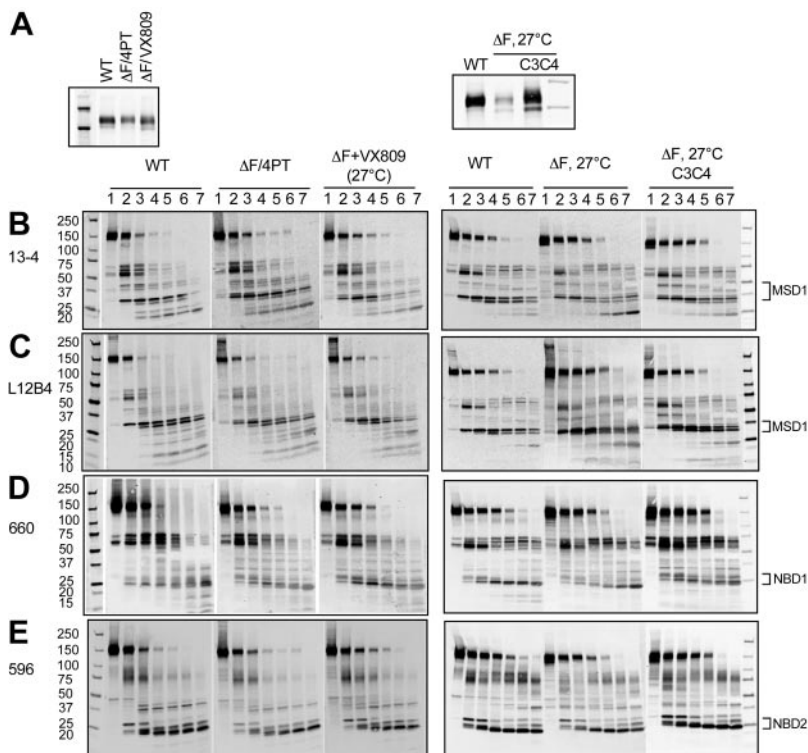 A
WT
ΔF/4PT
ΔF/VX809
ΔF, 27°C
WT C3C4
WT ΔF/4PT ΔF+VX809 (27°C)
WT ΔF, 27°C ΔF, 27°C C3C4
1 2 3 4 5 6 7 1 2 3 4 5 6 7 1 2 3 4 5 6 7
1 2 3 4 5 6 7 1 2 3 4 5 6 7 1 2 3 4 5 6 7
B
13-4
250
150
100
75
50
37
25
20
MSD1
C
L12B4
250
150
100
75
50
37
25
20
15
10
MSD1
D
660
250
150
100
75
50
37
25
20
15
NBD1
E
596
250
150
100
75
50
37
25
20
NBD2